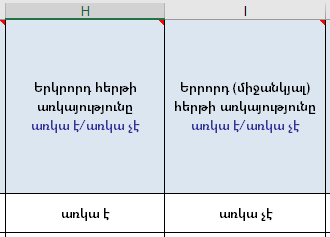 H I
Երկրորդ հերթի
առկայությունը
առկա է/առկա չէ
Երրորդ (միջանկյալ)
հերթի առկայությունը
առկա է/առկա չէ
առկա է առկա չէ